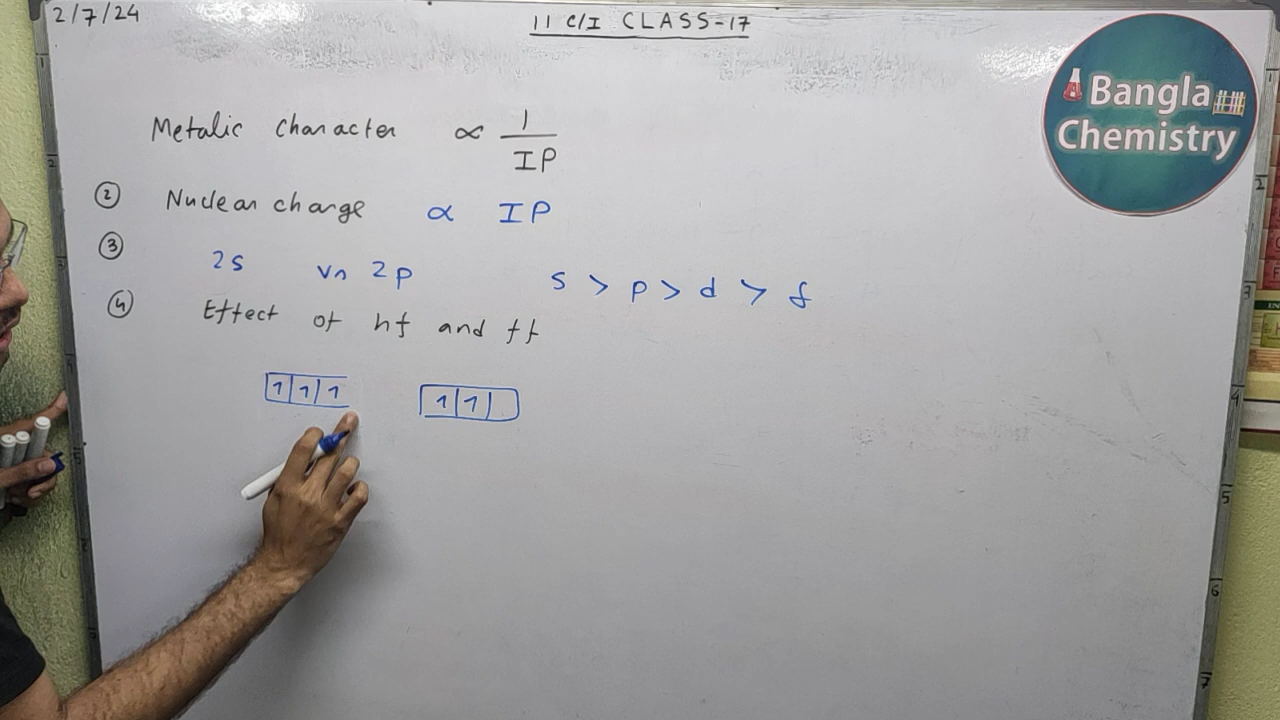 2/7/24
11 C/I CLASS-17
Bangla
Chemistry
Metalic Character ∝ 1/IP
② Nuclear charge ∝ IP
③ 2s vs 2p s > p > d > f
④ Effect of hf and ff
1 1 1 1 1